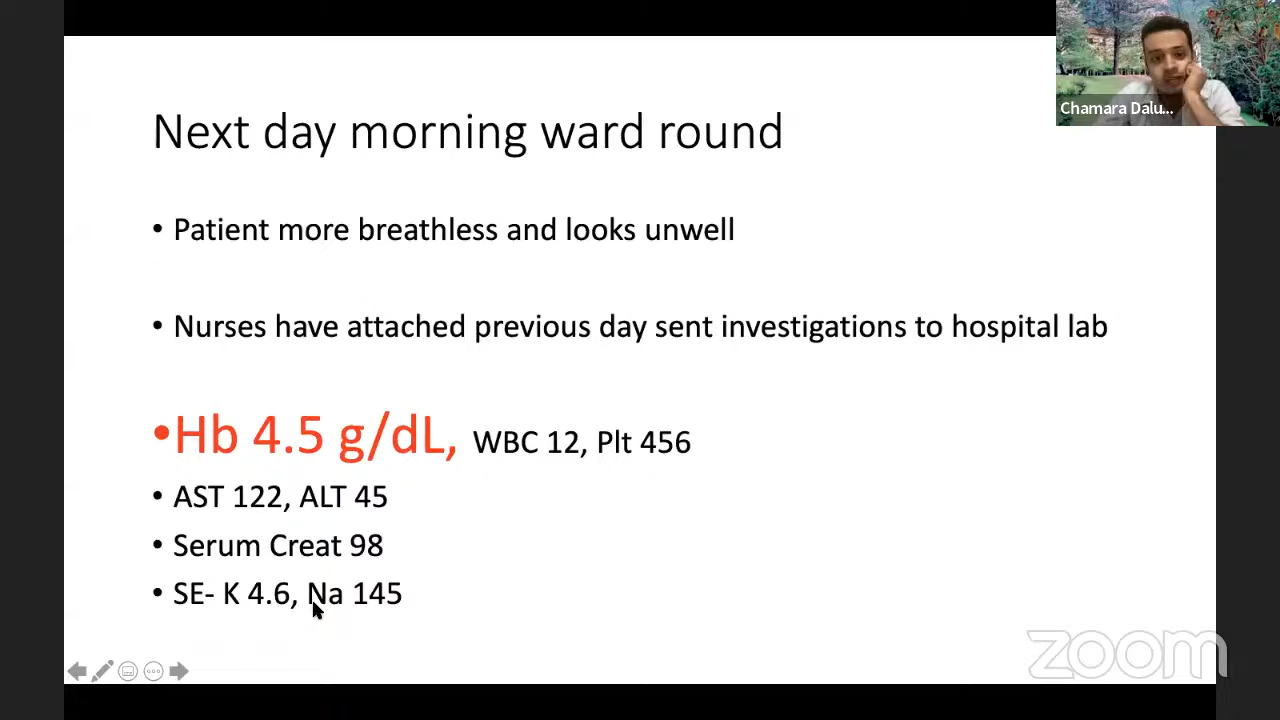 Chamara Dalu...
Next day morning ward round
• Patient more breathless and looks unwell
• Nurses have attached previous day sent investigations to hospital lab
•Hb 4.5 g/dL, WBC 12, Plt 456
• AST 122, ALT 45
• Serum Creat 98
• SE- K 4.6, Na 145
zoom